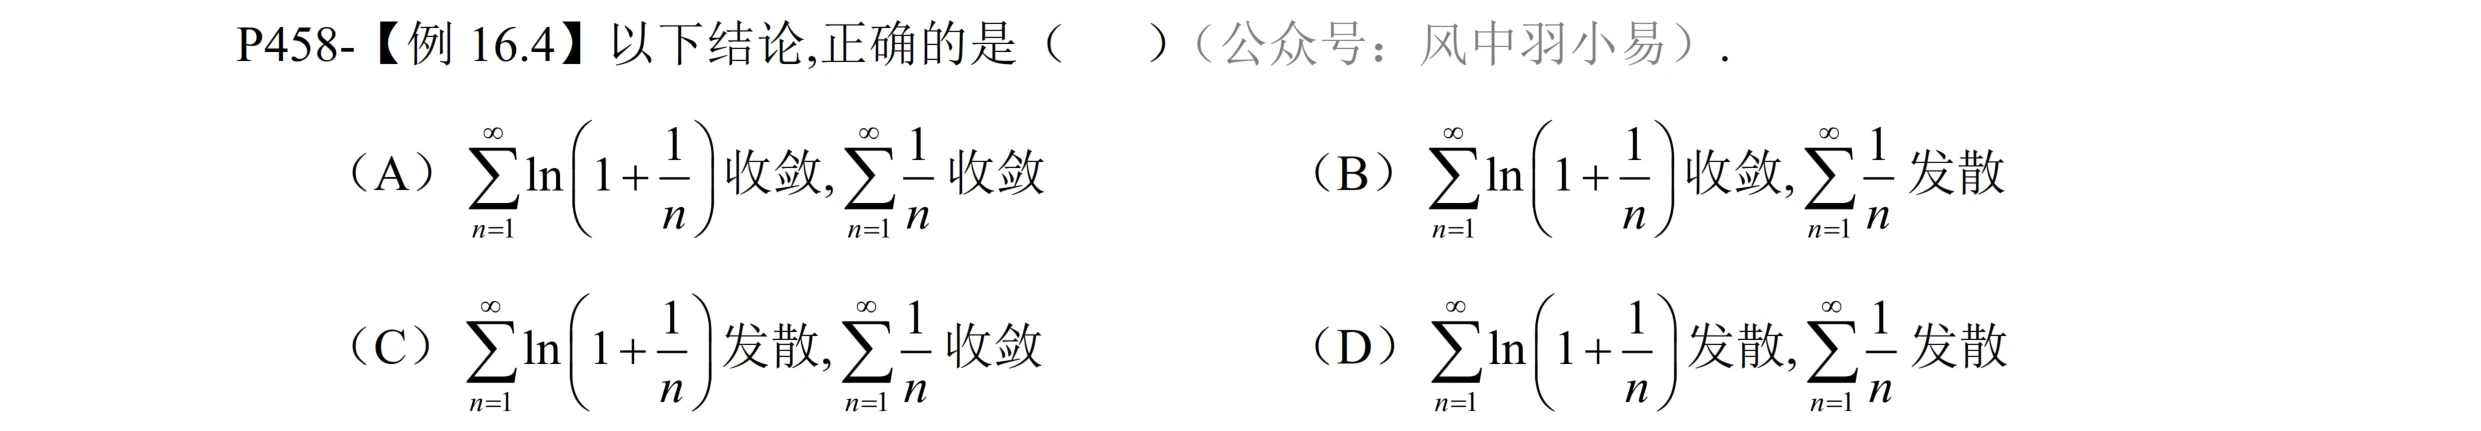 P458-【例 16.4】以下结论,正确的是（  ）（公众号：风中羽小易）.
（A）$\sum_{n=1}^{\infty}\ln\left(1+\frac{1}{n}\right)$收敛,$\sum_{n=1}^{\infty}\frac{1}{n}$收敛 （B）$\sum_{n=1}^{\infty}\ln\left(1+\frac{1}{n}\right)$收敛,$\sum_{n=1}^{\infty}\frac{1}{n}$发散
（C）$\sum_{n=1}^{\infty}\ln\left(1+\frac{1}{n}\right)$发散,$\sum_{n=1}^{\infty}\frac{1}{n}$收敛 （D）$\sum_{n=1}^{\infty}\ln\left(1+\frac{1}{n}\right)$发散,$\sum_{n=1}^{\infty}\frac{1}{n}$发散